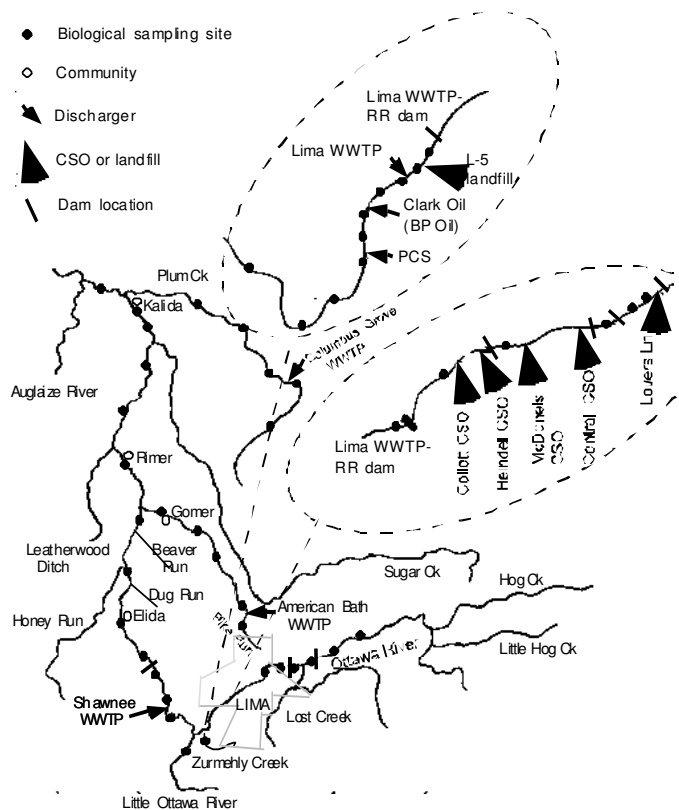 Biological sampling site
Community
Discharger
CSO or landfill
Dam location
Lima WWTP-
RR dam
Lima WWTP
L-5
landfill
Clark Oil
(BP Oil)
PCS
Plum Ck
Kalida
Columbus Grove
WWTP
Auglaize River
Lima WWTP-
RR dam
Collett CSO
CSO
McDonels
CSO
Central CSO
Lovers Ln
Rimer
Gomer
Leatherwood
Ditch
Beaver
Run
Sugar Ck
Hog Ck
Dug Run
American Bath
WWTP
Honey Run
Elida
Pike Run
Ottawa River
Little Hog Ck
Shawnee
WWTP
LIMA
Lost Creek
Zurmehly Creek
Little Ottawa River